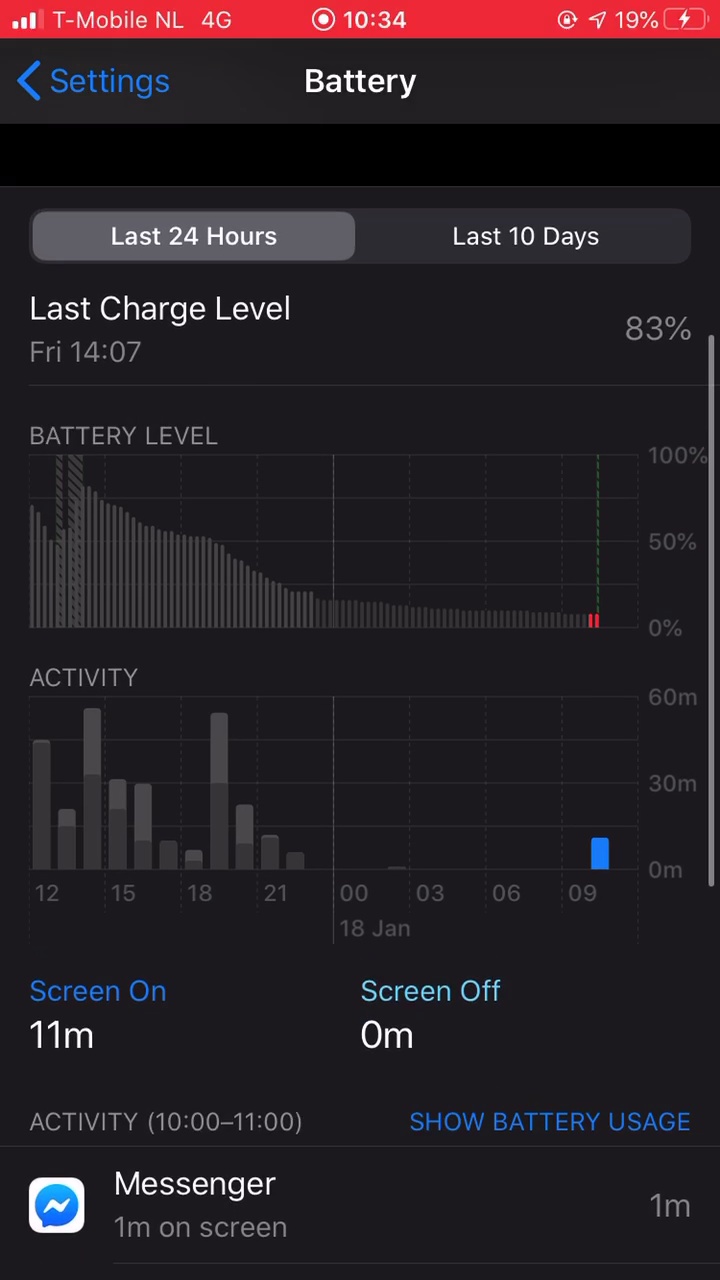 T-Mobile NL 4G 10:34 19%
Settings Battery
Last 24 Hours Last 10 Days
Last Charge Level
83%
Fri 14:07
BATTERY LEVEL
100%
50%
0%
ACTIVITY
60m
30m
0m
12 15 18 21 00 03 06 09
18 Jan
Screen On Screen Off
11m 0m
ACTIVITY (10:00–11:00) SHOW BATTERY USAGE
Messenger
1m
1m on screen